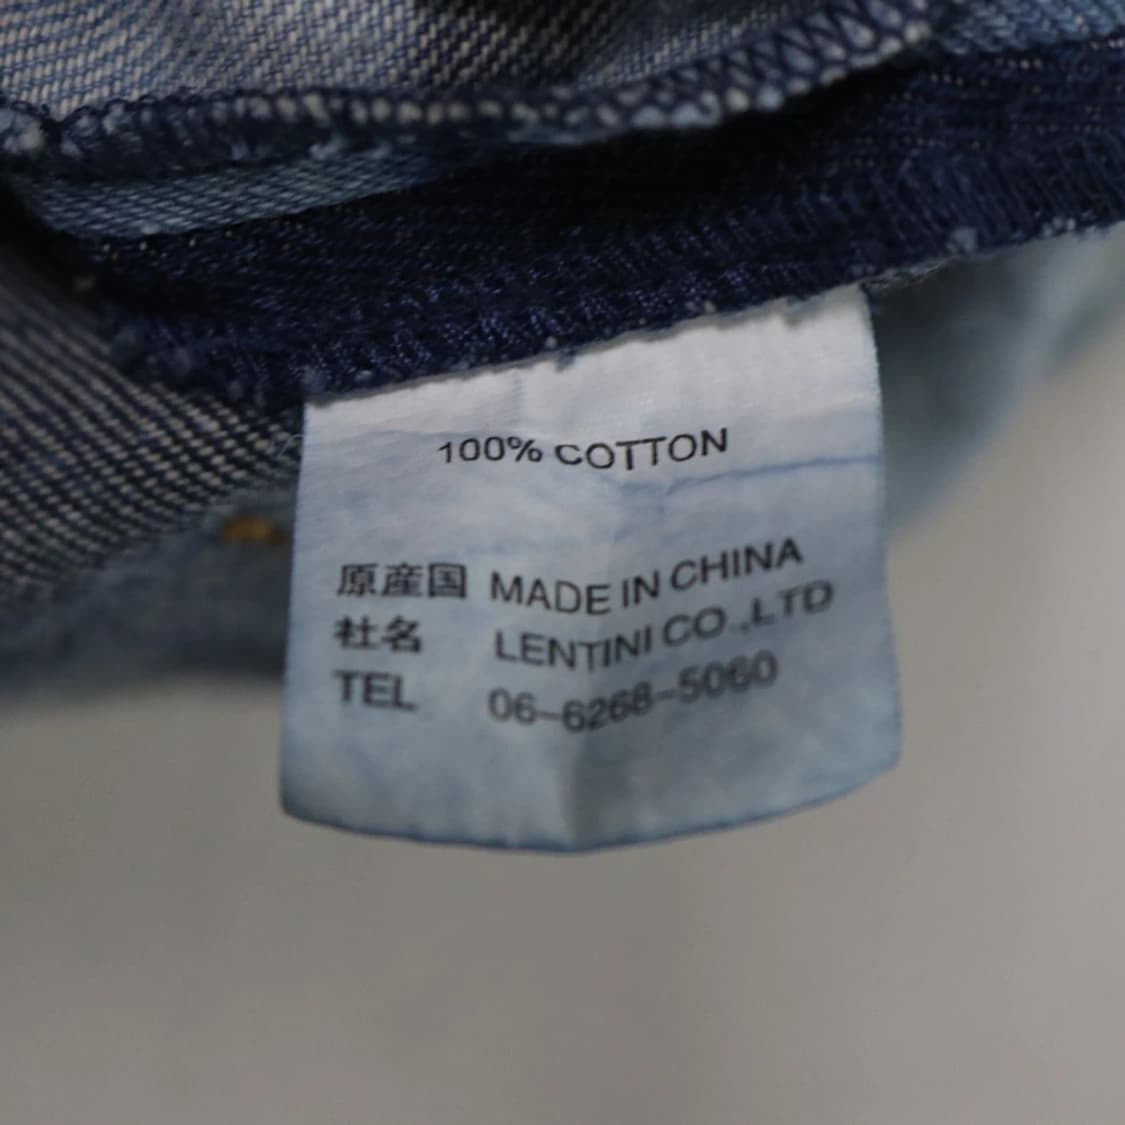 100% COTTON
原産国 MADE IN CHINA
社名 LENTINI CO.,LTD
TEL 06-6268-5060